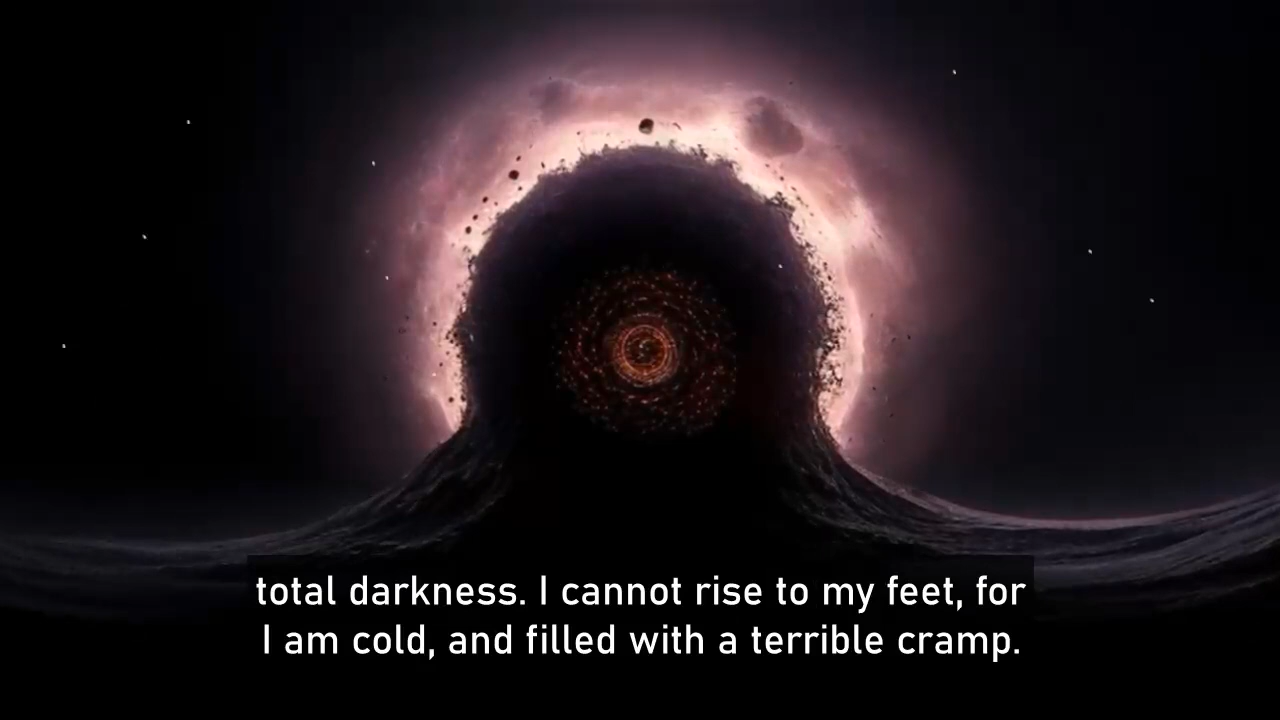 total darkness. I cannot rise to my feet, for
I am cold, and filled with a terrible cramp.